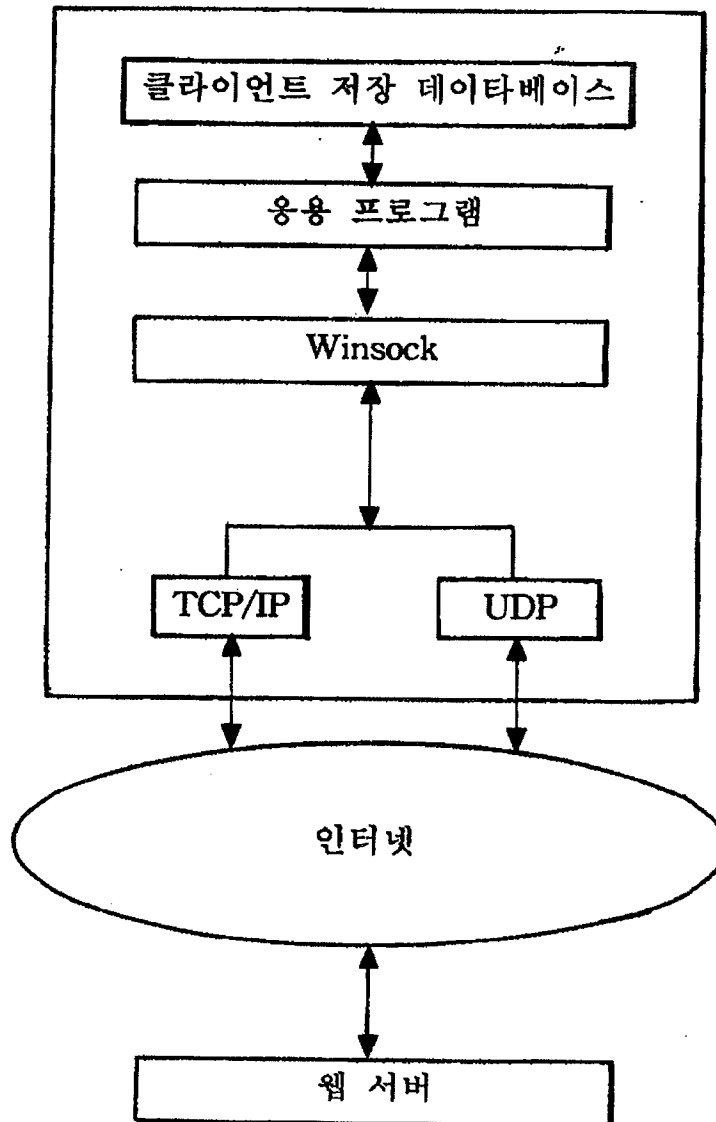 클라이언트 저장 데이타베이스
응용 프로그램
Winsock
TCP/IP
UDP
인터넷
웹 서버